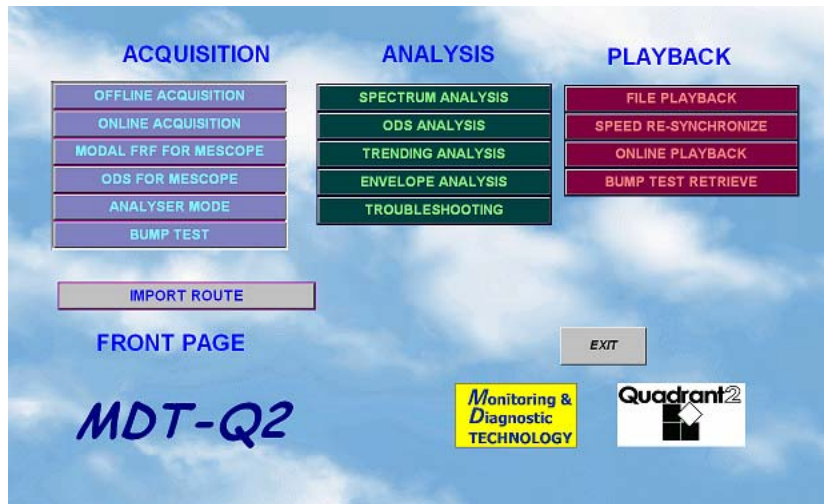 ACQUISITION
OFFLINE ACQUISITION
ONLINE ACQUISITION
MODAL FRF FOR MESCOPE
ODS FOR MESCOPE
ANALYSER MODE
BUMP TEST
ANALYSIS
SPECTRUM ANALYSIS
ODS ANALYSIS
TRENDING ANALYSIS
ENVELOPE ANALYSIS
TROUBLESHOOTING
PLAYBACK
FILE PLAYBACK
SPEED RE-SYNCHRONIZE
ONLINE PLAYBACK
BUMP TEST RETRIEVE
IMPORT ROUTE
FRONT PAGE
EXIT
MDT-Q2
Monitoring &
Diagnostic
TECHNOLOGY
Quadrant2